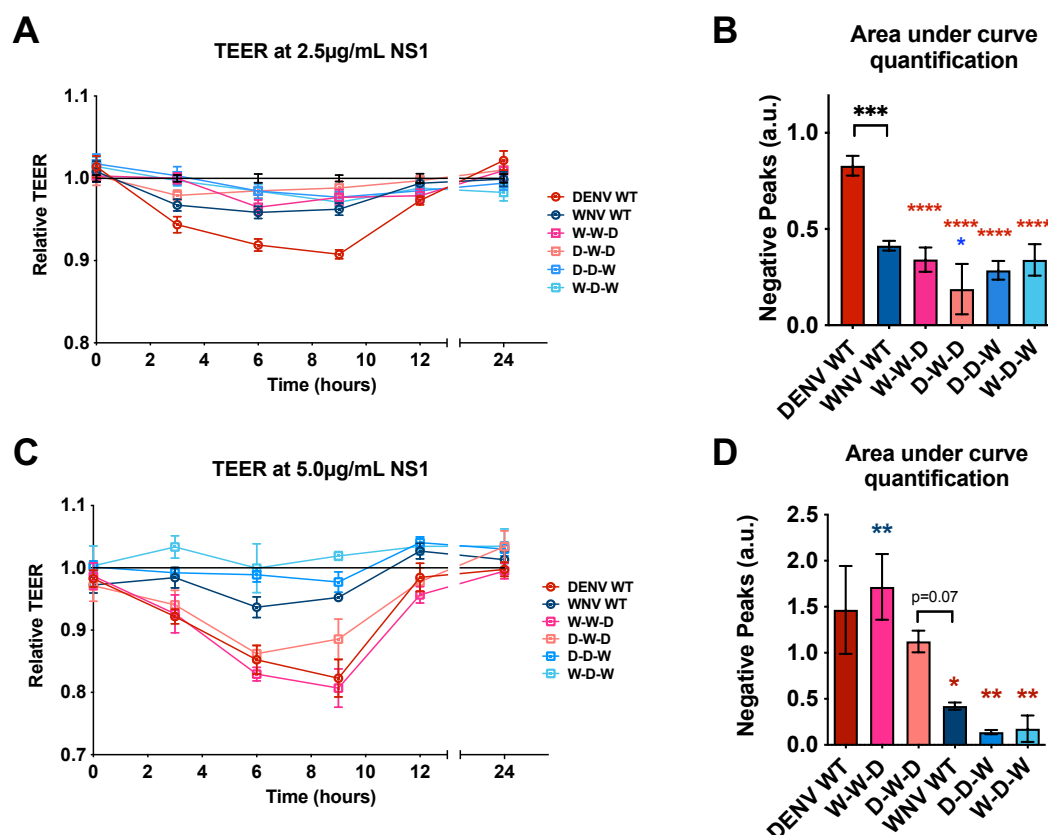 A
TEER at 2.5µg/mL NS1
Relative TEER
1.1
1.0
0.9
0.8
0 2 4 6 8 10 12 24
Time (hours)
DENV WT
WNV WT
W-W-D
D-W-D
D-D-W
W-D-W
B
Area under curve
quantification
Negative Peaks (a.u.)
1.0
0.5
0.0
***
****
****
*
****
****
DENV WT
WNV WT
W-W-D
D-W-D
D-D-W
W-D-W
C
TEER at 5.0µg/mL NS1
Relative TEER
1.1
1.0
0.9
0.8
0.7
0 2 4 6 8 10 12 24
Time (hours)
DENV WT
WNV WT
W-W-D
D-W-D
D-D-W
W-D-W
D
Area under curve
quantification
Negative Peaks (a.u.)
2.5
2.0
1.5
1.0
0.5
0.0
**
p=0.07
*
**
**
DENV WT
W-W-D
D-W-D
WNV WT
D-D-W
W-D-W